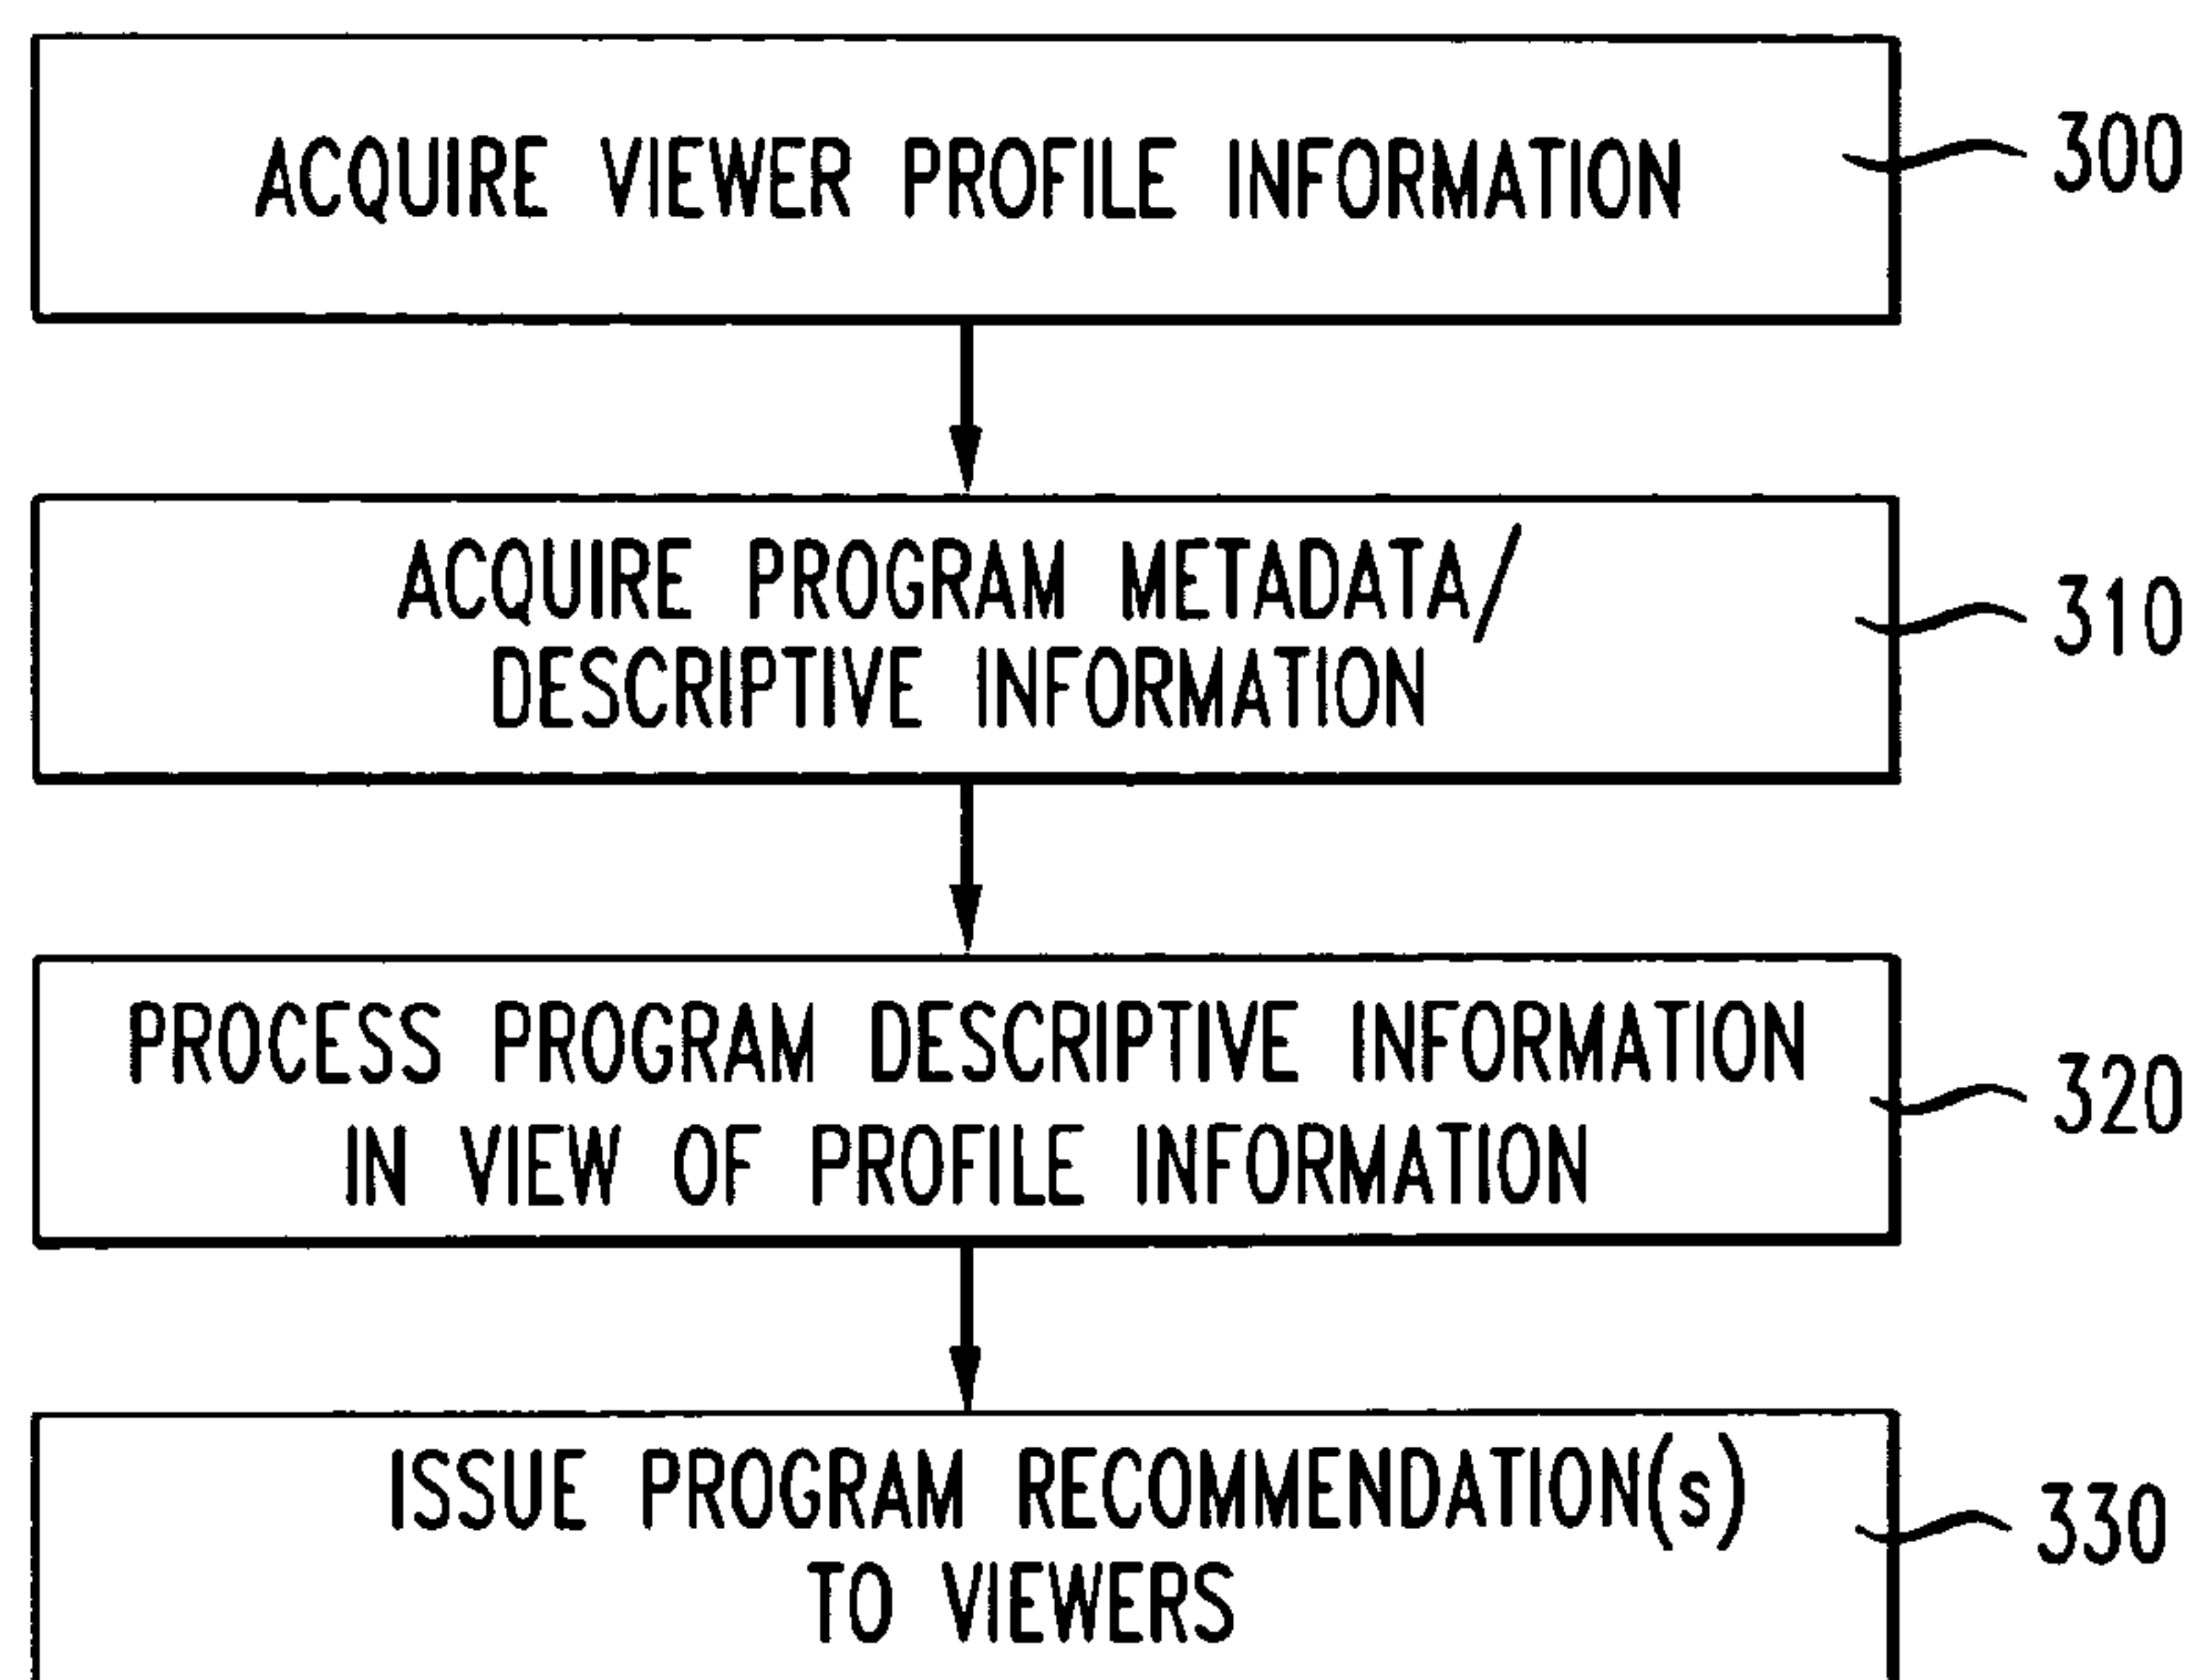 ACQUIRE VIEWER PROFILE INFORMATION
300
ACQUIRE PROGRAM METADATA/
DESCRIPTIVE INFORMATION
310
PROCESS PROGRAM DESCRIPTIVE INFORMATION
IN VIEW OF PROFILE INFORMATION
320
ISSUE PROGRAM RECOMMENDATION(s)
TO VIEWERS
330